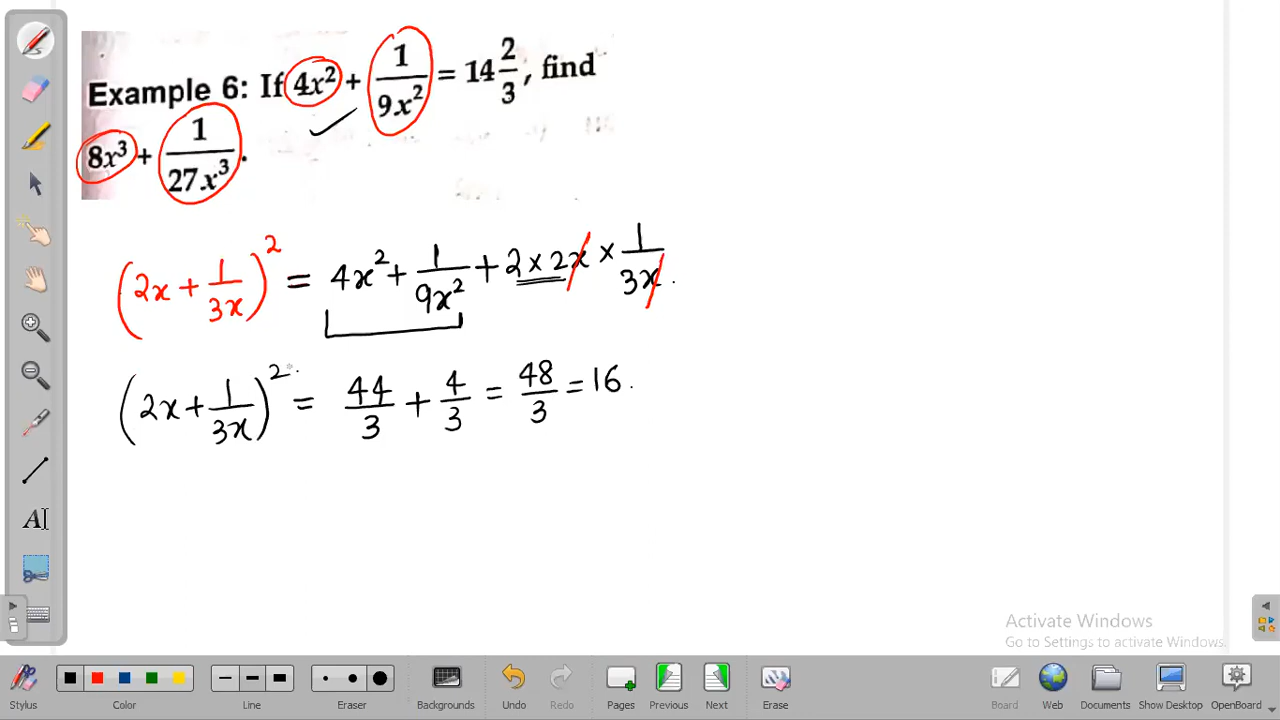 Example 6: If 4x² + 1/9x² = 14 2/3, find
8x³ + 1/27x³.
(2x + 1/3x)² = 4x² + 1/9x² + 2 × 2x × 1/3x.
(2x + 1/3x)² = 44/3 + 4/3 = 48/3 = 16.
AI
Activate Windows
Go to Settings to activate Windows.
Stylus
Color
Line
Eraser
Backgrounds
Undo
Redo
Pages
Previous
Next
Erase
Board
Web
Documents
Show Desktop
OpenBoard